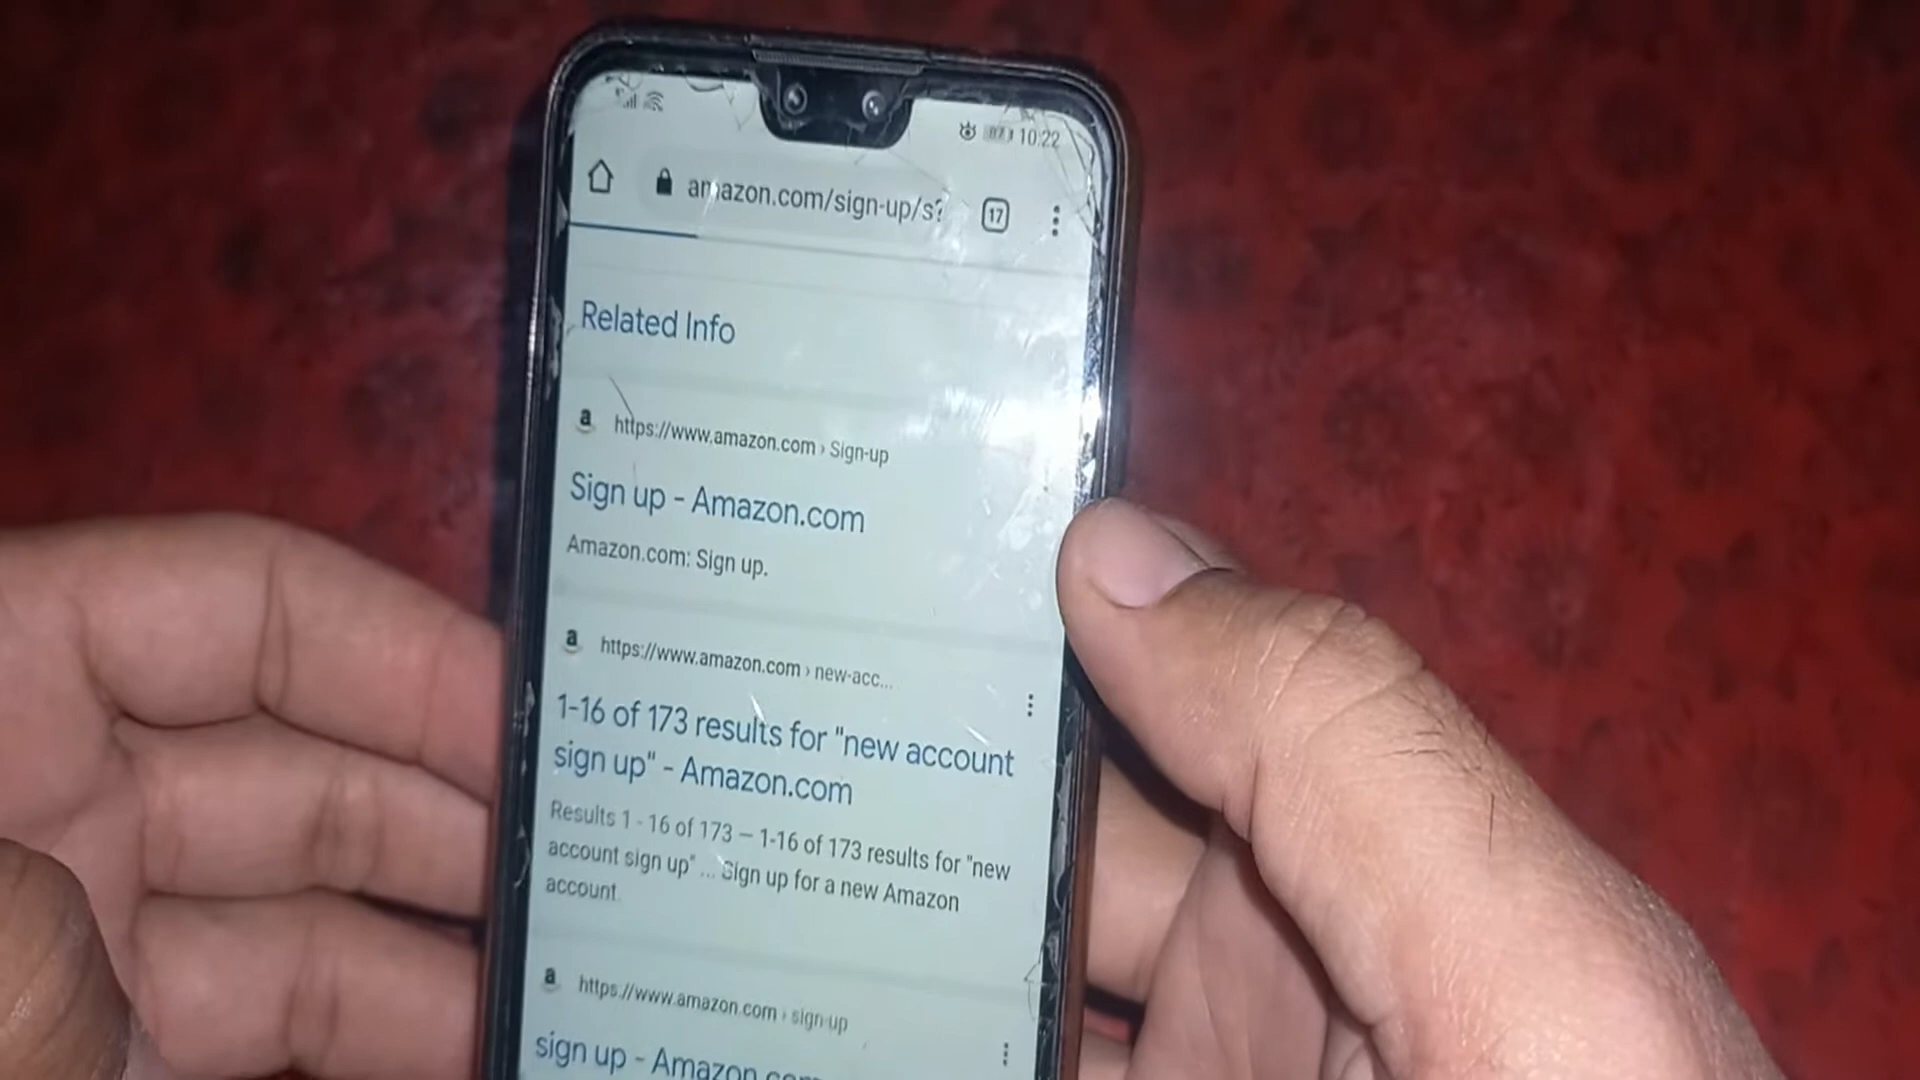 10:22
amazon.com/sign-up/s?
17
Related Info
a https://www.amazon.com › Sign-up
Sign up - Amazon.com
Amazon.com: Sign up.
a https://www.amazon.com › new-acc...
1-16 of 173 results for "new account
sign up" - Amazon.com
Results 1 - 16 of 173 — 1-16 of 173 results for "new
account sign up" ... Sign up for a new Amazon
account.
a https://www.amazon.com › sign-up
sign up - Amazon.com